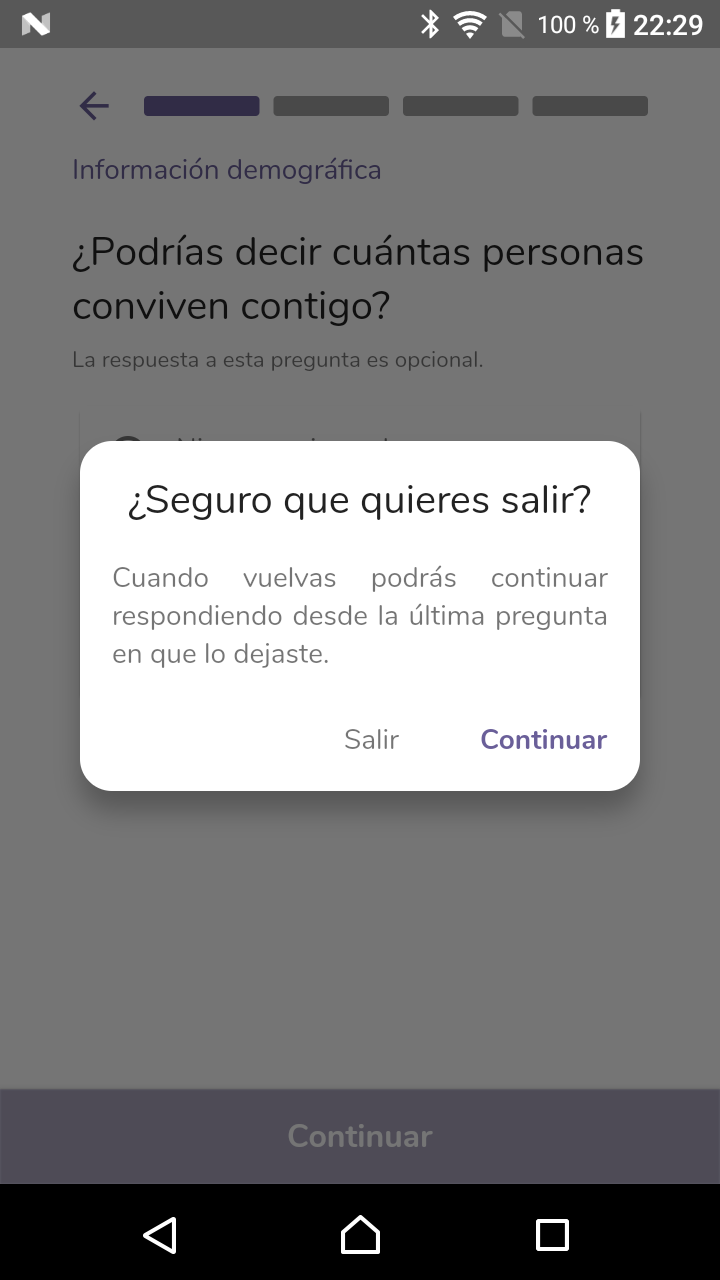 100 % 22:29
Información demográfica
¿Podrías decir cuántas personas
conviven contigo?
La respuesta a esta pregunta es opcional.
¿Seguro que quieres salir?
Cuando vuelvas podrás continuar
respondiendo desde la última pregunta
en que lo dejaste.
Salir Continuar
Continuar